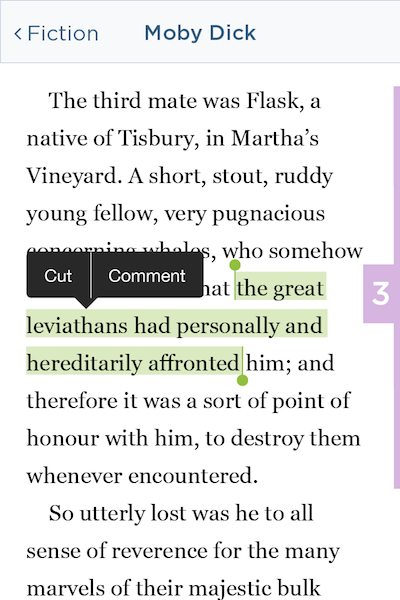 Fiction
Moby Dick
The third mate was Flask, a
native of Tisbury, in Martha’s
Vineyard. A short, stout, ruddy
young fellow, very pugnacious
concerning whales, who somehow
Cut
Comment
the great
leviathans had personally and
hereditarily affronted him; and
therefore it was a sort of point of
honour with him, to destroy them
whenever encountered.
So utterly lost was he to all
sense of reverence for the many
marvels of their majestic bulk
3